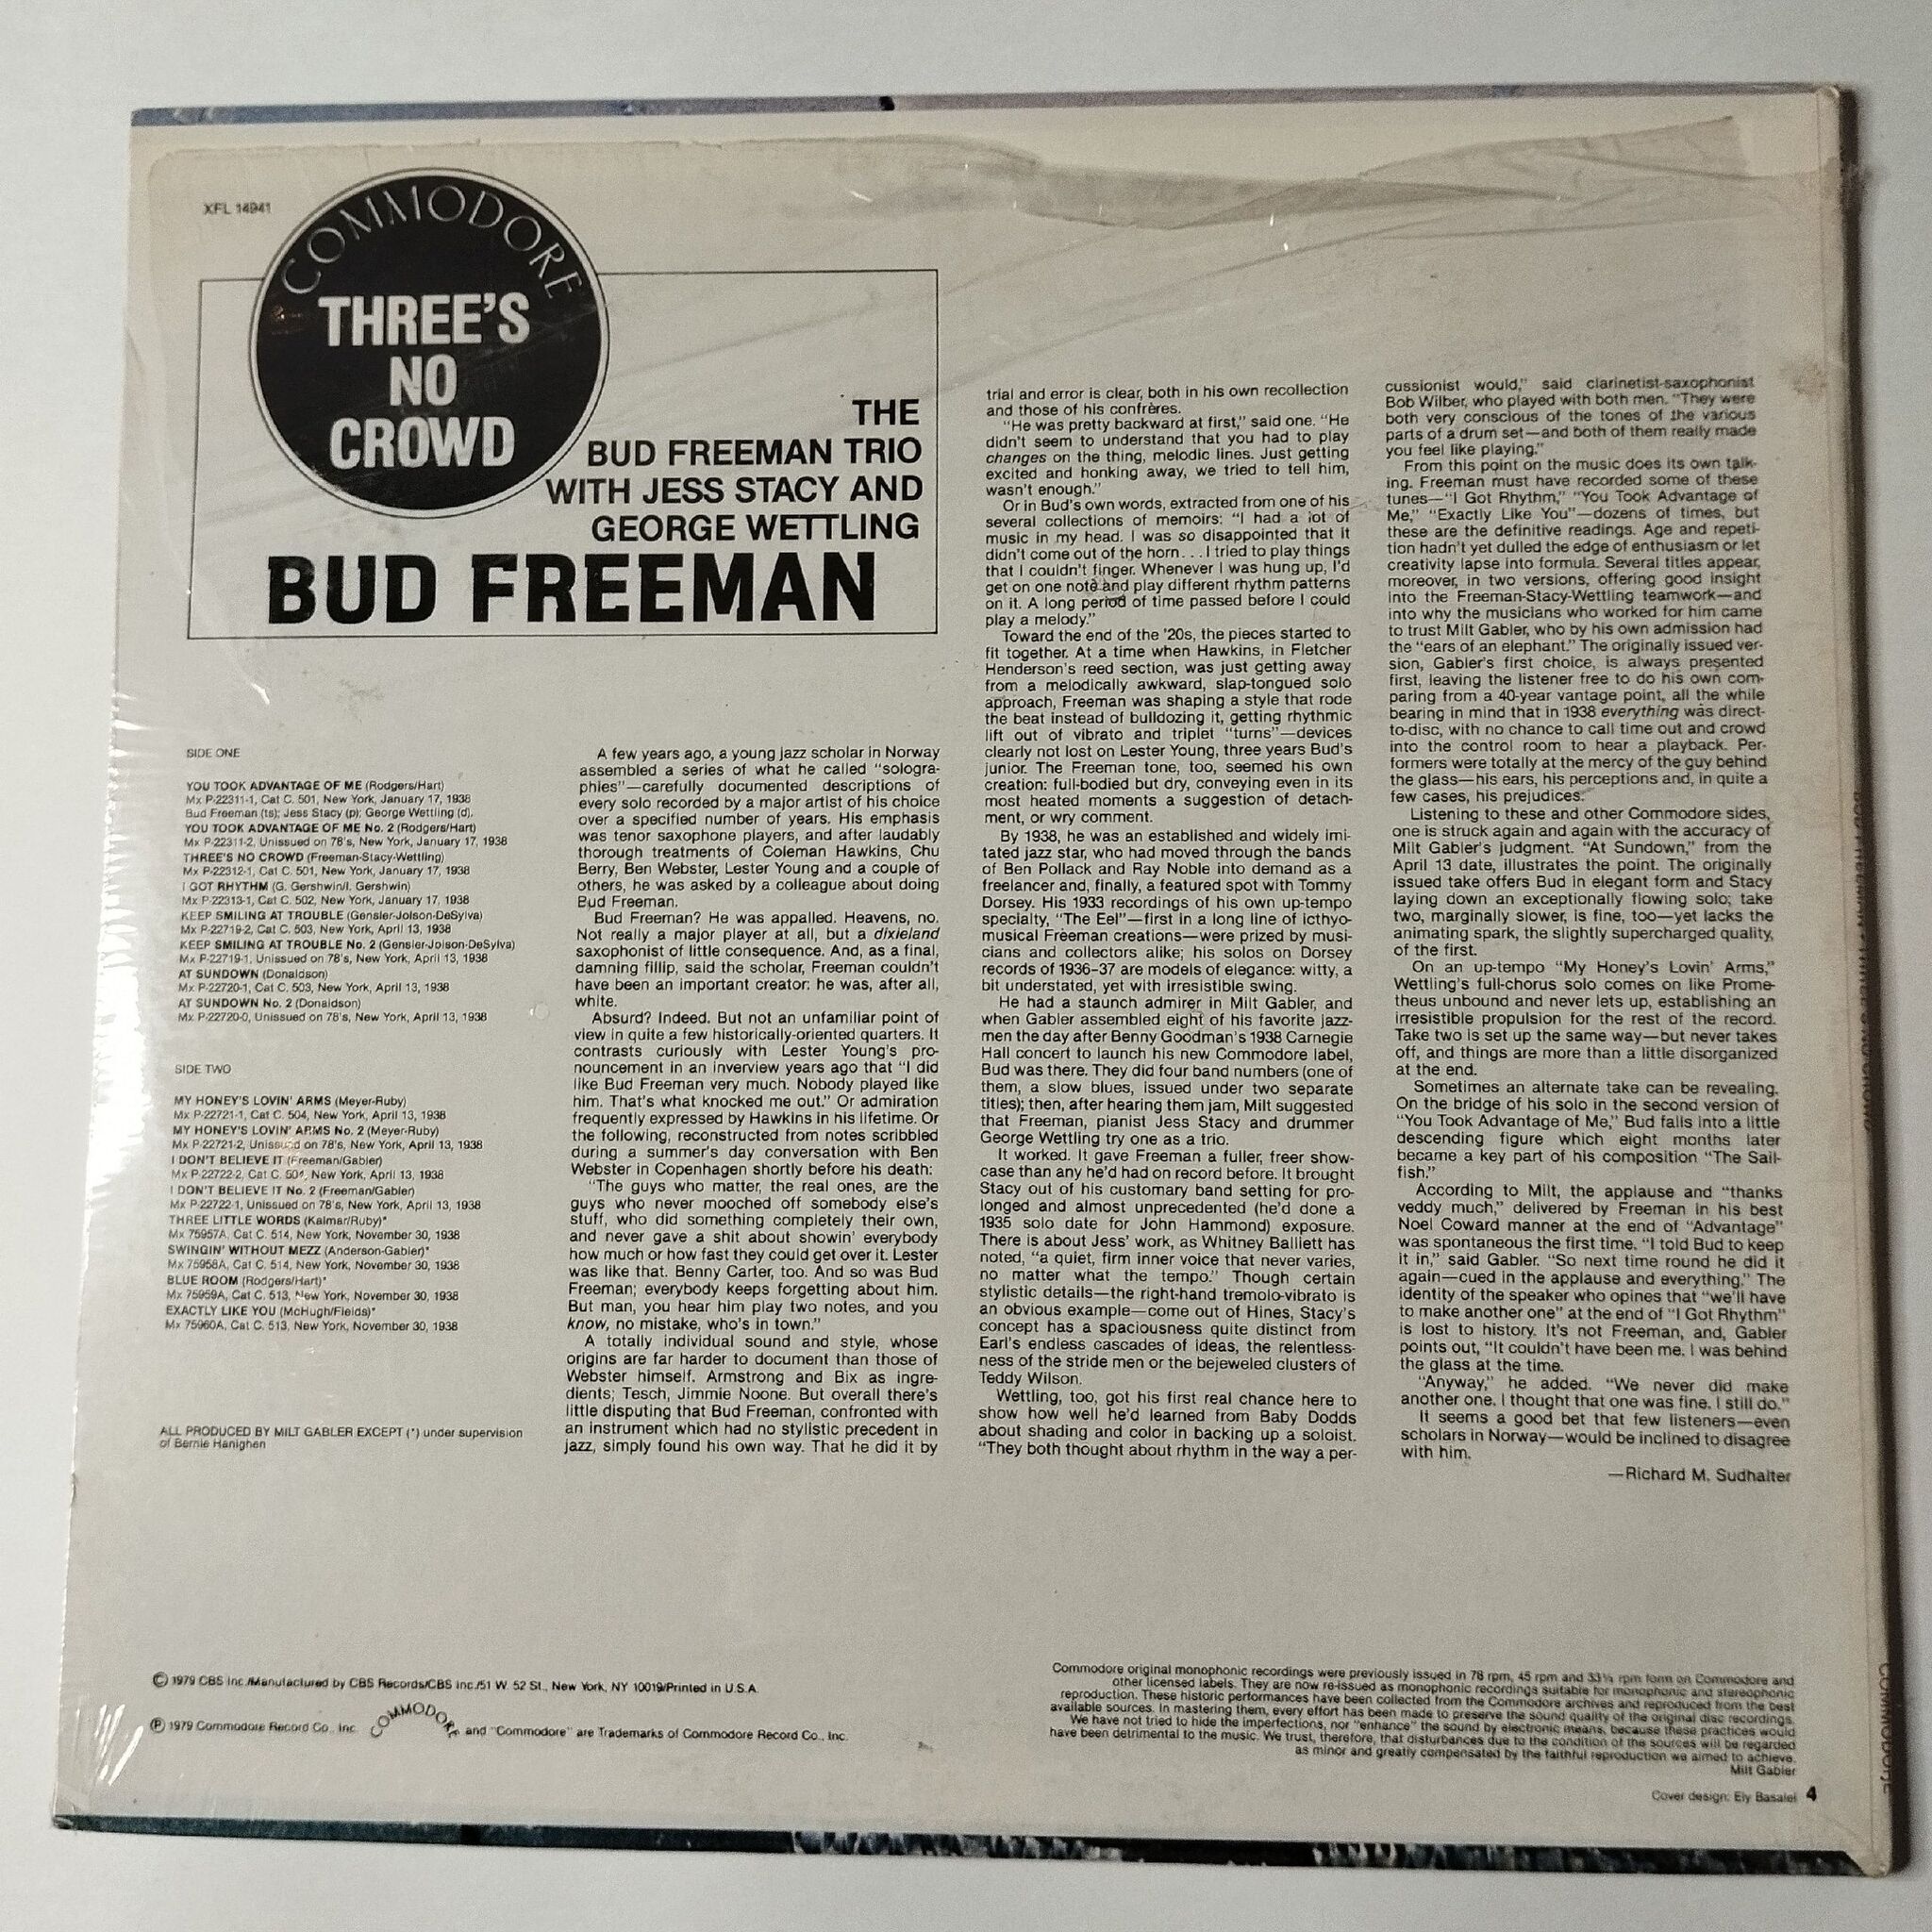 XFL 14941
COMMODORE
THREE'S
NO
CROWD
THE
BUD FREEMAN TRIO
WITH JESS STACY AND
GEORGE WETTLING
BUD FREEMAN
SIDE ONE
YOU TOOK ADVANTAGE OF ME (Rodgers/Hart)
Mx P-22311-1, Cat C. 501, New York, January 17, 1938
Bud Freeman (ts); Jess Stacy (p); George Wettling (d).
YOU TOOK ADVANTAGE OF ME No. 2 (Rodgers/Hart)
Mx P-22311-2, Unissued on 78's, New York, January 17, 1938
THREE'S NO CROWD (Freeman-Stacy-Wettling)
Mx P-22312-1, Cat C. 501, New York, January 17, 1938
I GOT RHYTHM (G. Gershwin/I. Gershwin)
Mx P-22313-1, Cat C. 502, New York, January 17, 1938
KEEP SMILING AT TROUBLE (Gensler-Jolson-DeSylva)
Mx P-22719-2, Cat C. 503, New York, April 13, 1938
KEEP SMILING AT TROUBLE No. 2 (Gensler-Jolson-DeSylva)
Mx P-22719-1, Unissued on 78's, New York, April 13, 1938
AT SUNDOWN (Donaldson)
Mx P-22720-1, Cat C. 503, New York, April 13, 1938
AT SUNDOWN No. 2 (Donaldson)
Mx P-22720-0, Unissued on 78's, New York, April 13, 1938
SIDE TWO
MY HONEY'S LOVIN' ARMS (Meyer-Ruby)
Mx P-22721-1, Cat C. 504, New York, April 13, 1938
MY HONEY'S LOVIN' ARMS No. 2 (Meyer-Ruby)
Mx P-22721-2, Unissued on 78's, New York, April 13, 1938
I DON'T BELIEVE IT (Freeman/Gabler)
Mx P-22722-2, Cat C. 504, New York, April 13, 1938
I DON'T BELIEVE IT No. 2 (Freeman/Gabler)
Mx P-22722-1, Unissued on 78's, New York, April 13, 1938
THREE LITTLE WORDS (Kalmar/Ruby)*
Mx 75957A, Cat C. 514, New York, November 30, 1938
SWINGIN' WITHOUT MEZZ (Anderson-Gabler)*
Mx 75958A, Cat C. 514, New York, November 30, 1938
BLUE ROOM (Rodgers/Hart)*
Mx 75959A, Cat C. 513, New York, November 30, 1938
EXACTLY LIKE YOU (McHugh/Fields)*
Mx 75960A, Cat C. 513, New York, November 30, 1938
ALL PRODUCED BY MILT GABLER EXCEPT (*) under supervision
of Bernie Hanighen
A few years ago, a young jazz scholar in Norway
assembled a series of what he called "sologra-
phies"—carefully documented descriptions of
every solo recorded by a major artist of his choice
over a specified number of years. His emphasis
was tenor saxophone players, and after laudably
thorough treatments of Coleman Hawkins, Chu
Berry, Ben Webster, Lester Young and a couple of
others, he was asked by a colleague about doing
Bud Freeman.
Bud Freeman? He was appalled. Heavens, no.
Not really a major player at all, but a dixieland
saxophonist of little consequence. And, as a final,
damning fillip, said the scholar, Freeman couldn't
have been an important creator: he was, after all,
white.
Absurd? Indeed. But not an unfamiliar point of
view in quite a few historically-oriented quarters. It
contrasts curiously with Lester Young's pro-
nouncement in an inverview years ago that "I did
like Bud Freeman very much. Nobody played like
him. That's what knocked me out." Or admiration
frequently expressed by Hawkins in his lifetime. Or
the following, reconstructed from notes scribbled
during a summer's day conversation with Ben
Webster in Copenhagen shortly before his death:
"The guys who matter, the real ones, are the
guys who never mooched off somebody else's
stuff, who did something completely their own,
and never gave a shit about showin' everybody
how much or how fast they could get over it. Lester
was like that. Benny Carter, too. And so was Bud
Freeman; everybody keeps forgetting about him.
But man, you hear him play two notes, and you
know, no mistake, who's in town."
A totally individual sound and style, whose
origins are far harder to document than those of
Webster himself. Armstrong and Bix as ingre-
dients; Tesch, Jimmie Noone. But overall there's
little disputing that Bud Freeman, confronted with
an instrument which had no stylistic precedent in
jazz, simply found his own way. That he did it by
trial and error is clear, both in his own recollection
and those of his confrères.
"He was pretty backward at first," said one. "He
didn't seem to understand that you had to play
changes on the thing, melodic lines. Just getting
excited and honking away, we tried to tell him,
wasn't enough."
Or in Bud's own words, extracted from one of his
several collections of memoirs: "I had a lot of
music in my head. I was so disappointed that it
didn't come out of the horn...I tried to play things
that I couldn't finger. Whenever I was hung up, I'd
get on one note and play different rhythm patterns
on it. A long period of time passed before I could
play a melody."
Toward the end of the '20s, the pieces started to
fit together. At a time when Hawkins, in Fletcher
Henderson's reed section, was just getting away
from a melodically awkward, slap-tongued solo
approach, Freeman was shaping a style that rode
the beat instead of bulldozing it, getting rhythmic
lift out of vibrato and triplet "turns"—devices
clearly not lost on Lester Young, three years Bud's
junior. The Freeman tone, too, seemed his own
creation: full-bodied but dry, conveying even in its
most heated moments a suggestion of detach-
ment, or wry comment.
By 1938, he was an established and widely imi-
tated jazz star, who had moved through the bands
of Ben Pollack and Ray Noble into demand as a
freelancer and, finally, a featured spot with Tommy
Dorsey. His 1933 recordings of his own up-tempo
specialty, "The Eel"—first in a long line of icthyo-
musical Freeman creations—were prized by musi-
cians and collectors alike; his solos on Dorsey
records of 1936-37 are models of elegance: witty, a
bit understated, yet with irresistible swing.
He had a staunch admirer in Milt Gabler, and
when Gabler assembled eight of his favorite jazz-
men the day after Benny Goodman's 1938 Carnegie
Hall concert to launch his new Commodore label,
Bud was there. They did four band numbers (one of
them, a slow blues, issued under two separate
titles); then, after hearing them jam, Milt suggested
that Freeman, pianist Jess Stacy and drummer
George Wettling try one as a trio.
It worked. It gave Freeman a fuller, freer show-
case than any he'd had on record before. It brought
Stacy out of his customary band setting for pro-
longed and almost unprecedented (he'd done a
1935 solo date for John Hammond) exposure.
There is about Jess' work, as Whitney Balliett has
noted, "a quiet, firm inner voice that never varies,
no matter what the tempo." Though certain
stylistic details—the right-hand tremolo-vibrato is
an obvious example—come out of Hines, Stacy's
concept has a spaciousness quite distinct from
Earl's endless cascades of ideas, the relentless-
ness of the stride men or the bejeweled clusters of
Teddy Wilson.
Wettling, too, got his first real chance here to
show how well he'd learned from Baby Dodds
about shading and color in backing up a soloist.
"They both thought about rhythm in the way a per-
cussionist would," said clarinetist-saxophonist
Bob Wilber, who played with both men. "They were
both very conscious of the tones of the various
parts of a drum set—and both of them really made
you feel like playing."
From this point on the music does its own talk-
ing. Freeman must have recorded some of these
tunes—"I Got Rhythm," "You Took Advantage of
Me," "Exactly Like You"—dozens of times, but
these are the definitive readings. Age and repeti-
tion hadn't yet dulled the edge of enthusiasm or let
creativity lapse into formula. Several titles appear,
moreover, in two versions, offering good insight
into the Freeman-Stacy-Wettling teamwork—and
into why the musicians who worked for him came
to trust Milt Gabler, who by his own admission had
the "ears of an elephant." The originally issued ver-
sion, Gabler's first choice, is always presented
first, leaving the listener free to do his own com-
paring from a 40-year vantage point, all the while
bearing in mind that in 1938 everything was direct-
to-disc, with no chance to call time out and crowd
into the control room to hear a playback. Per-
formers were totally at the mercy of the guy behind
the glass—his ears, his perceptions and, in quite a
few cases, his prejudices.
Listening to these and other Commodore sides,
one is struck again and again with the accuracy of
Milt Gabler's judgment. "At Sundown," from the
April 13 date, illustrates the point. The originally
issued take offers Bud in elegant form and Stacy
laying down an exceptionally flowing solo; take
two, marginally slower, is fine, too—yet lacks the
animating spark, the slightly supercharged quality,
of the first.
On an up-tempo "My Honey's Lovin' Arms,"
Wettling's full-chorus solo comes on like Prome-
theus unbound and never lets up, establishing an
irresistible propulsion for the rest of the record.
Take two is set up the same way—but never takes
off, and things are more than a little disorganized
at the end.
Sometimes an alternate take can be revealing.
On the bridge of his solo in the second version of
"You Took Advantage of Me," Bud falls into a little
descending figure which eight months later
became a key part of his composition "The Sail-
fish."
According to Milt, the applause and "thanks
veddy much," delivered by Freeman in his best
Noel Coward manner at the end of "Advantage"
was spontaneous the first time. "I told Bud to keep
it in," said Gabler. "So next time round he did it
again—cued in the applause and everything." The
identity of the speaker who opines that "we'll have
to make another one" at the end of "I Got Rhythm"
is lost to history. It's not Freeman, and, Gabler
points out, "It couldn't have been me. I was behind
the glass at the time.
"Anyway," he added. "We never did make
another one. I thought that one was fine. I still do."
It seems a good bet that few listeners—even
scholars in Norway—would be inclined to disagree
with him.
—Richard M. Sudhalter
© 1979 CBS Inc./Manufactured by CBS Records/CBS Inc./51 W. 52 St., New York, NY 10019/Printed in U.S.A.
℗ 1979 Commodore Record Co., Inc. COMMODORE and "Commodore" are Trademarks of Commodore Record Co., Inc.
Commodore original monophonic recordings were previously issued in 78 rpm, 45 rpm and 33⅓ rpm form on Commodore and
other licensed labels. They are now re-issued as monophonic recordings suitable for monophonic and stereophonic
reproduction. These historic performances have been collected from the Commodore archives and reproduced from the best
available sources. In mastering them, every effort has been made to preserve the sound quality of the original disc recordings.
We have not tried to hide the imperfections, nor "enhance" the sound by electronic means, because these practices would
have been detrimental to the music. We trust, therefore, that disturbances due to the condition of the sources will be regarded
as minor and greatly compensated by the faithful reproduction we aimed to achieve.
Milt Gabler
Cover design: Ely Basalel 4
COMMODORE